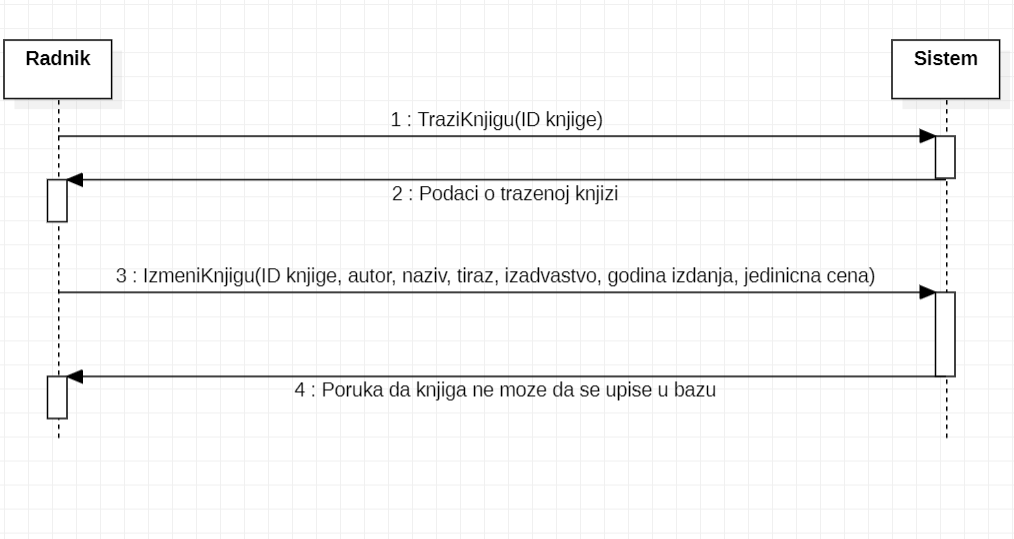 Radnik
Sistem
1 : TraziKnjigu(ID knjige)
2 : Podaci o trazenoj knjizi
3 : IzmeniKnjigu(ID knjige, autor, naziv, tiraz, izadvastvo, godina izdanja, jedinicna cena)
4 : Poruka da knjiga ne moze da se upise u bazu